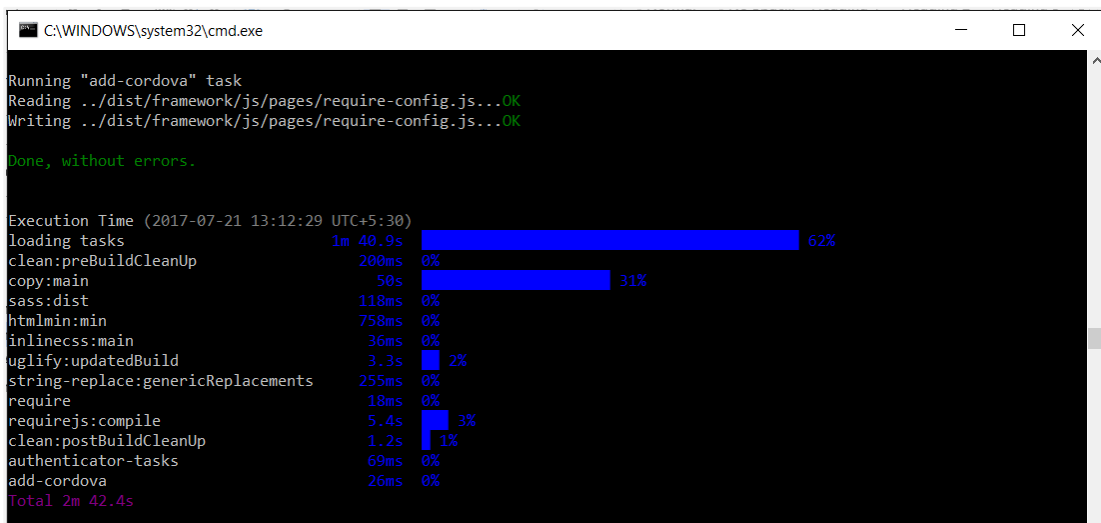 C:\WINDOWS\system32\cmd.exe
Running "add-cordova" task
Reading ../dist/framework/js/pages/require-config.js...OK
Writing ../dist/framework/js/pages/require-config.js...OK
Done, without errors.
Execution Time (2017-07-21 13:12:29 UTC+5:30)
loading tasks 1m 40.9s 62%
clean:preBuildCleanUp 200ms 0%
copy:main 50s 31%
sass:dist 118ms 0%
htmlmin:min 758ms 0%
inlinecss:main 36ms 0%
uglify:updatedBuild 3.3s 2%
string-replace:genericReplacements 255ms 0%
require 18ms 0%
requirejs:compile 5.4s 3%
clean:postBuildCleanUp 1.2s 1%
authenticator-tasks 69ms 0%
add-cordova 26ms 0%
Total 2m 42.4s